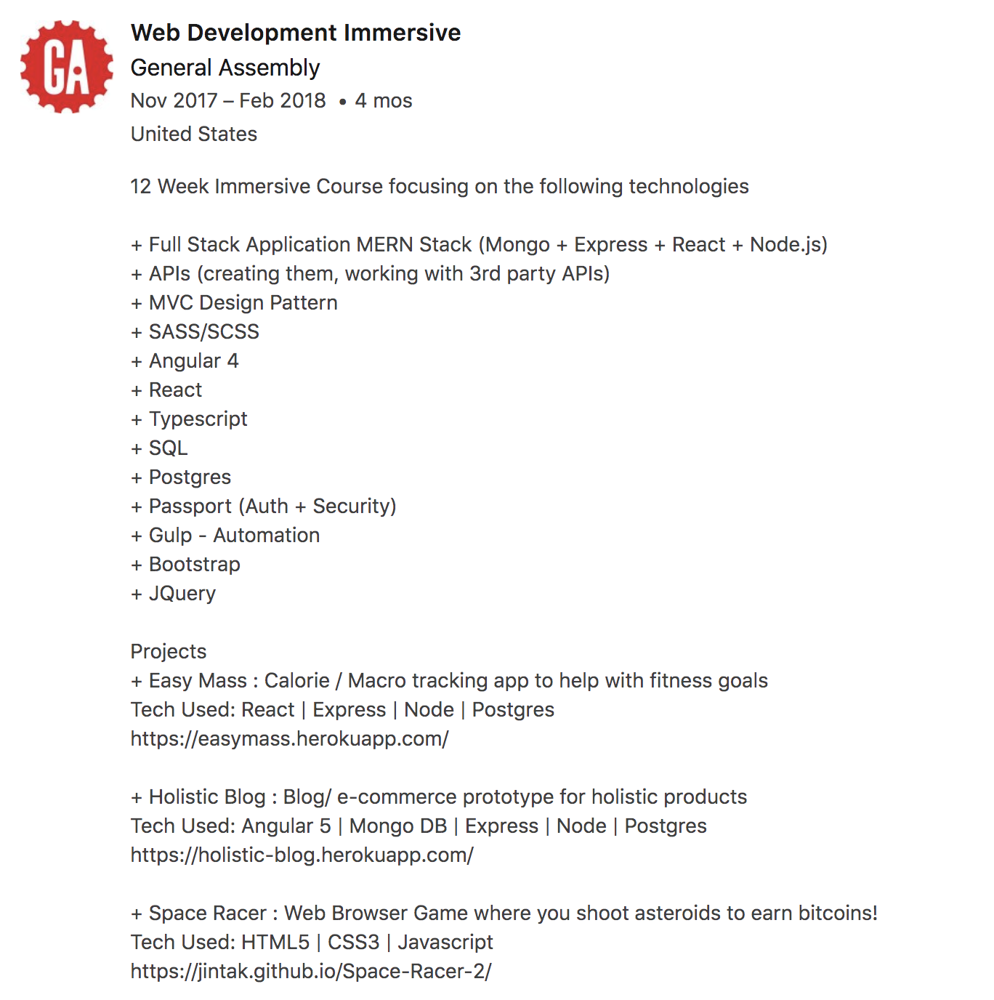 GA
Web Development Immersive
General Assembly
Nov 2017 – Feb 2018 • 4 mos
United States
12 Week Immersive Course focusing on the following technologies
+ Full Stack Application MERN Stack (Mongo + Express + React + Node.js)
+ APIs (creating them, working with 3rd party APIs)
+ MVC Design Pattern
+ SASS/SCSS
+ Angular 4
+ React
+ Typescript
+ SQL
+ Postgres
+ Passport (Auth + Security)
+ Gulp - Automation
+ Bootstrap
+ JQuery
Projects
+ Easy Mass : Calorie / Macro tracking app to help with fitness goals
Tech Used: React | Express | Node | Postgres
https://easymass.herokuapp.com/
+ Holistic Blog : Blog/ e-commerce prototype for holistic products
Tech Used: Angular 5 | Mongo DB | Express | Node | Postgres
https://holistic-blog.herokuapp.com/
+ Space Racer : Web Browser Game where you shoot asteroids to earn bitcoins!
Tech Used: HTML5 | CSS3 | Javascript
https://jintak.github.io/Space-Racer-2/